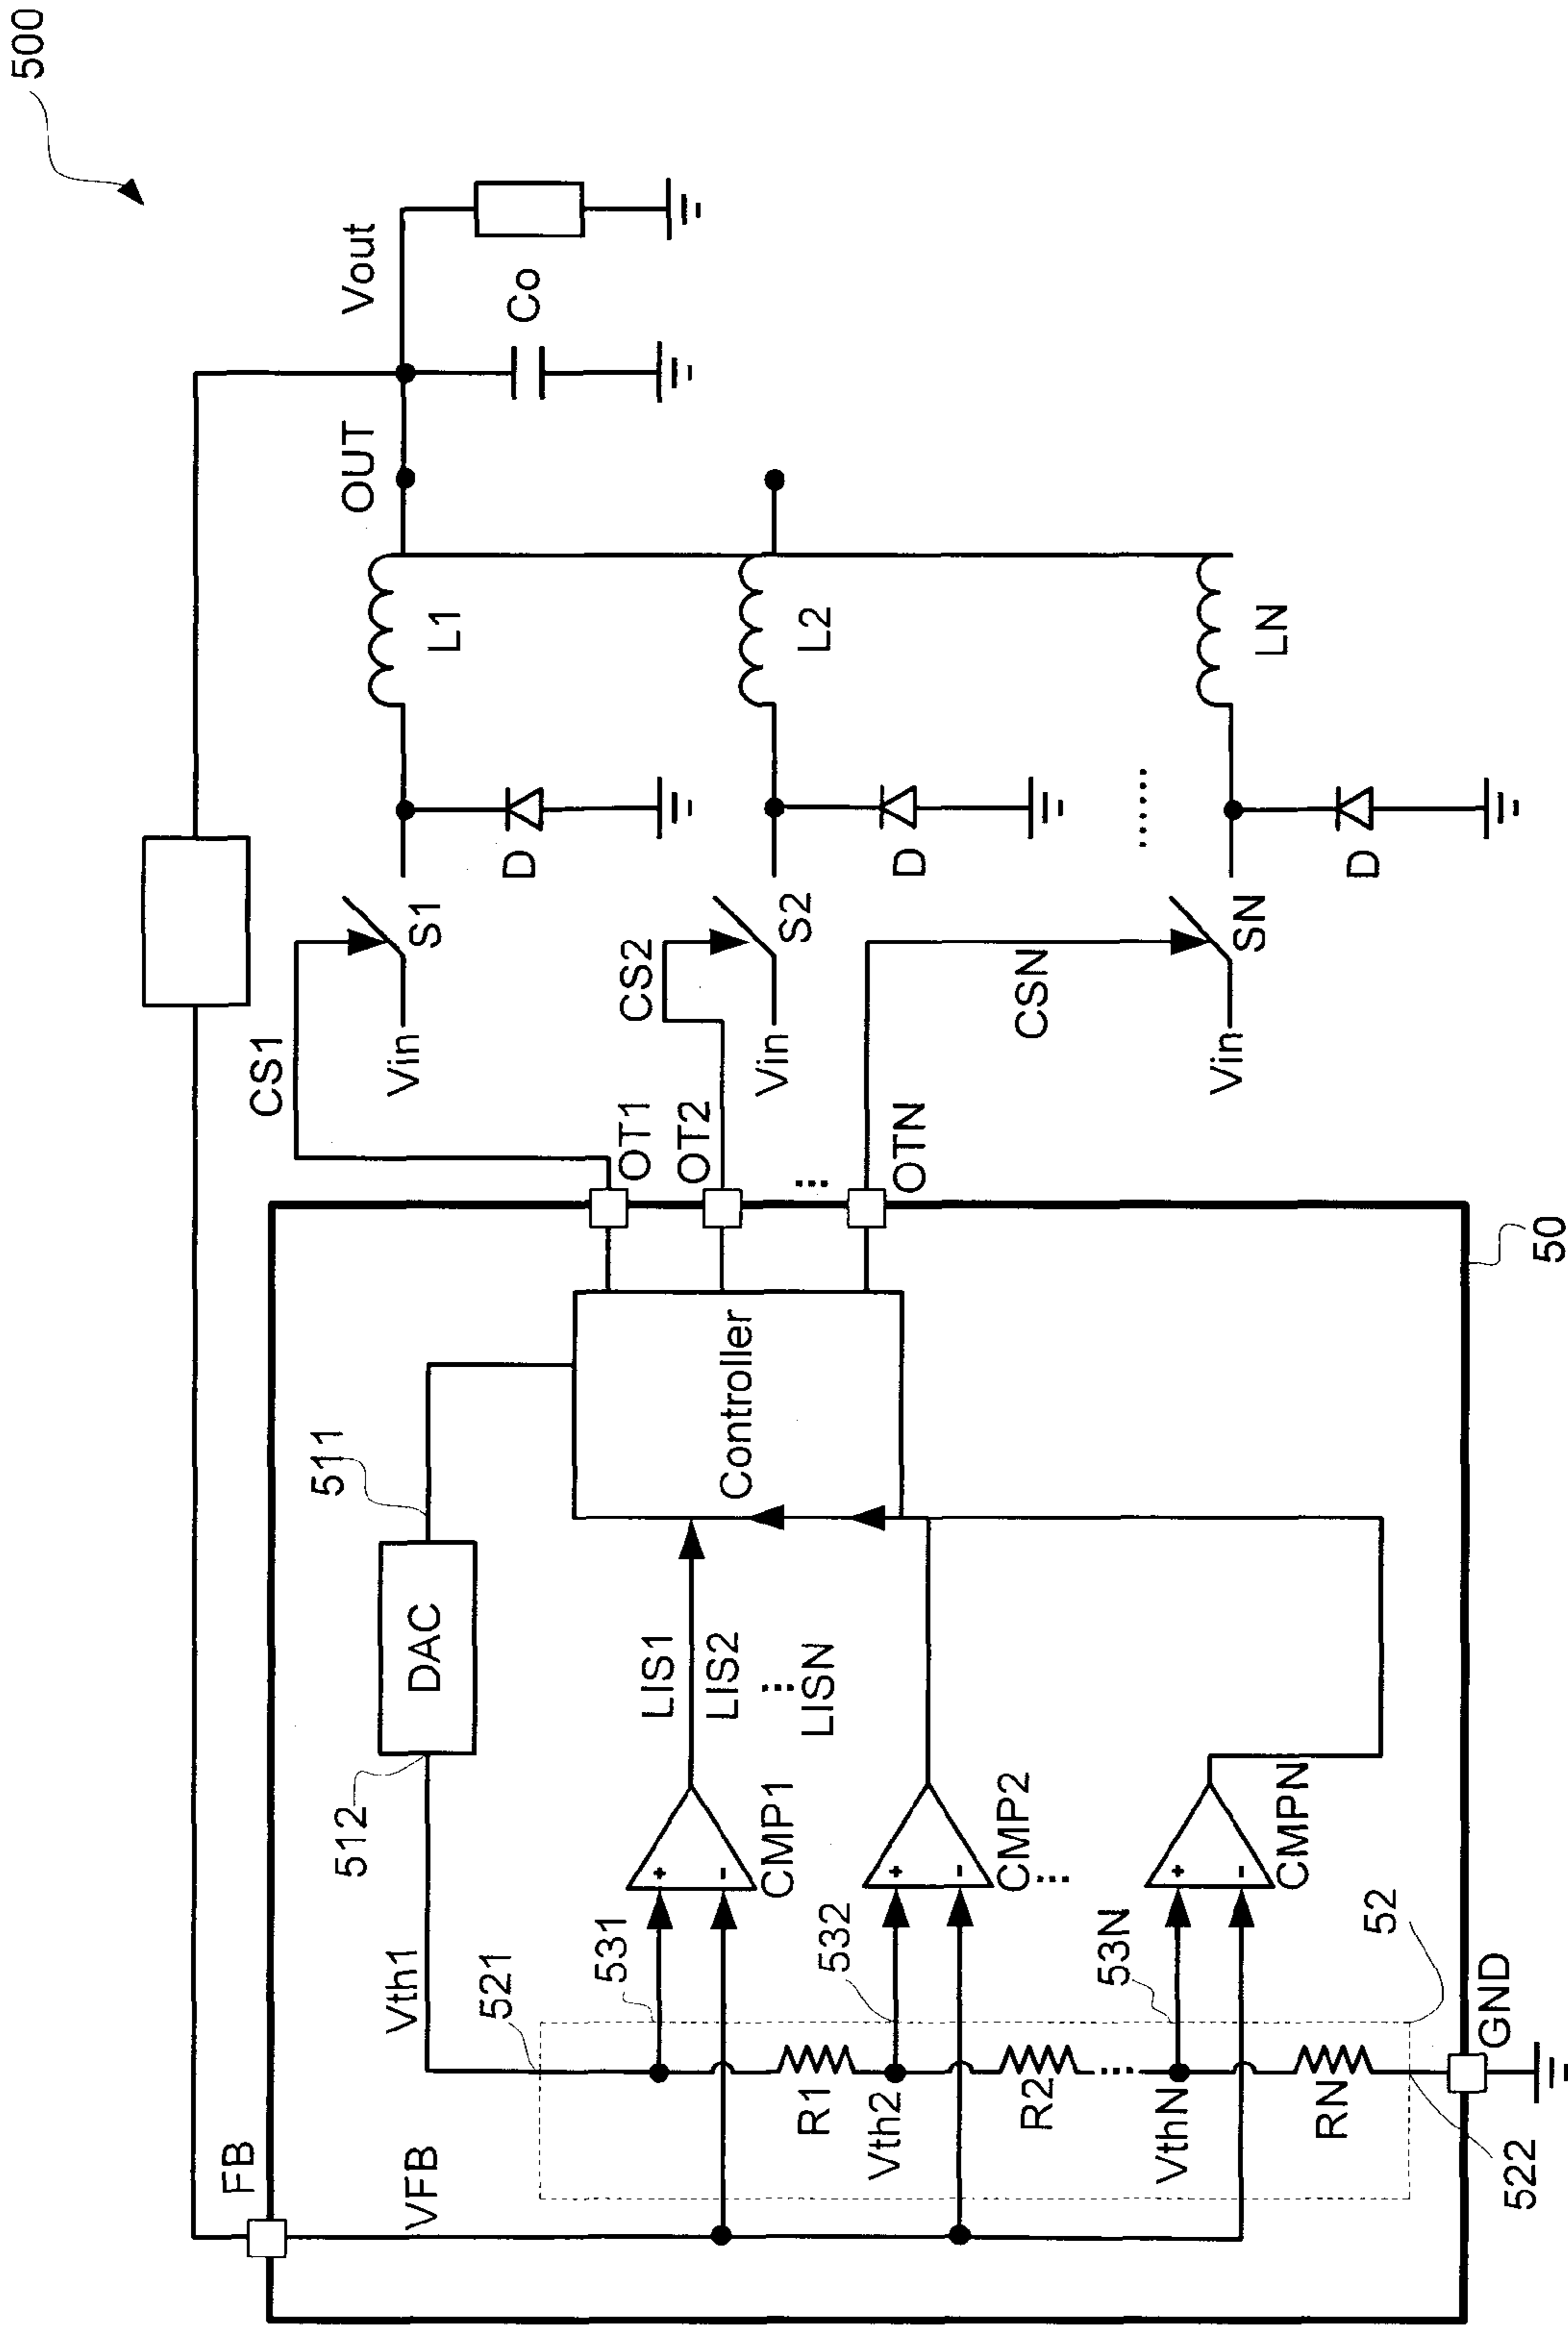 500
Vout
Co
OUT
L1
L2
LN
D
D
D
......
CS1
S1
Vin
CS2
S2
Vin
CSN
SN
Vin
OT1
OT2
...
OTN
50
Controller
511
DAC
512
LIS1
LIS2
...
LISN
Vth1
+
-
CMP1
+
-
CMP2
...
+
-
CMPN
521
531
532
53N
52
R1
Vth2
R2
...
VthN
RN
GND
522
FB
VFB